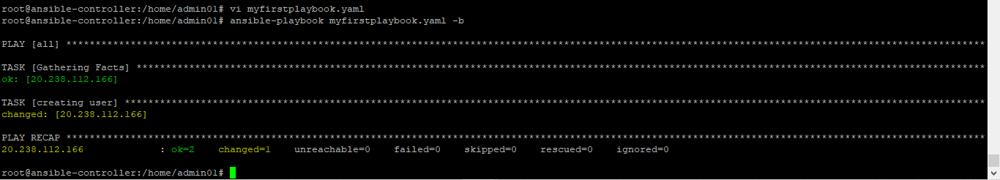 root@ansible-controller:/home/admin01# vi myfirstplaybook.yaml
root@ansible-controller:/home/admin01# ansible-playbook myfirstplaybook.yaml -b
PLAY [all] *************************************************************************************************************************************************************
TASK [Gathering Facts] *************************************************************************************************************************************************
ok: [20.238.112.166]
TASK [creating user] ***************************************************************************************************************************************************
changed: [20.238.112.166]
PLAY RECAP *************************************************************************************************************************************************************
20.238.112.166 : ok=2 changed=1 unreachable=0 failed=0 skipped=0 rescued=0 ignored=0
root@ansible-controller:/home/admin01#